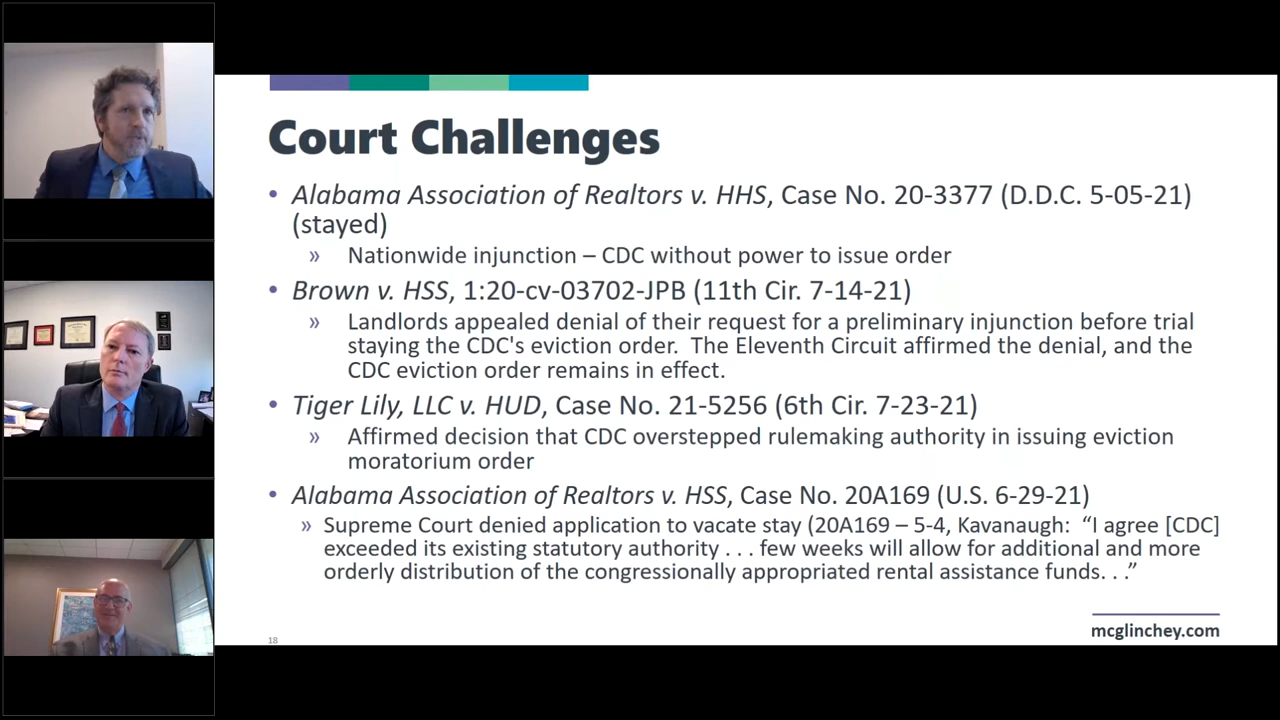 Court Challenges
• Alabama Association of Realtors v. HHS, Case No. 20-3377 (D.D.C. 5-05-21)
(stayed)
» Nationwide injunction – CDC without power to issue order
• Brown v. HSS, 1:20-cv-03702-JPB (11th Cir. 7-14-21)
» Landlords appealed denial of their request for a preliminary injunction before trial
staying the CDC's eviction order.  The Eleventh Circuit affirmed the denial, and the
CDC eviction order remains in effect.
• Tiger Lily, LLC v. HUD, Case No. 21-5256 (6th Cir. 7-23-21)
» Affirmed decision that CDC overstepped rulemaking authority in issuing eviction
moratorium order
• Alabama Association of Realtors v. HSS, Case No. 20A169 (U.S. 6-29-21)
» Supreme Court denied application to vacate stay (20A169 – 5-4, Kavanaugh:  “I agree [CDC]
exceeded its existing statutory authority . . . few weeks will allow for additional and more
orderly distribution of the congressionally appropriated rental assistance funds. . .”
18
mcglinchey.com